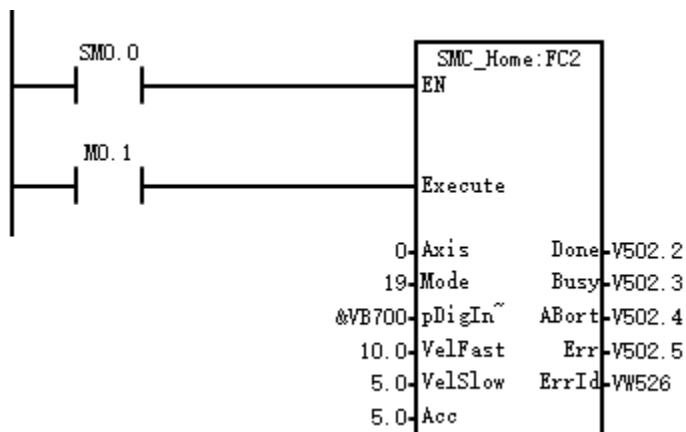 SM0.0
SMC_Home:FC2
EN
M0.1
Execute
0 Axis Done V502.2
19 Mode Busy V502.3
&VB700 pDigIn~ ABort V502.4
10.0 VelFast Err V502.5
5.0 VelSlow ErrId VW526
5.0 Acc